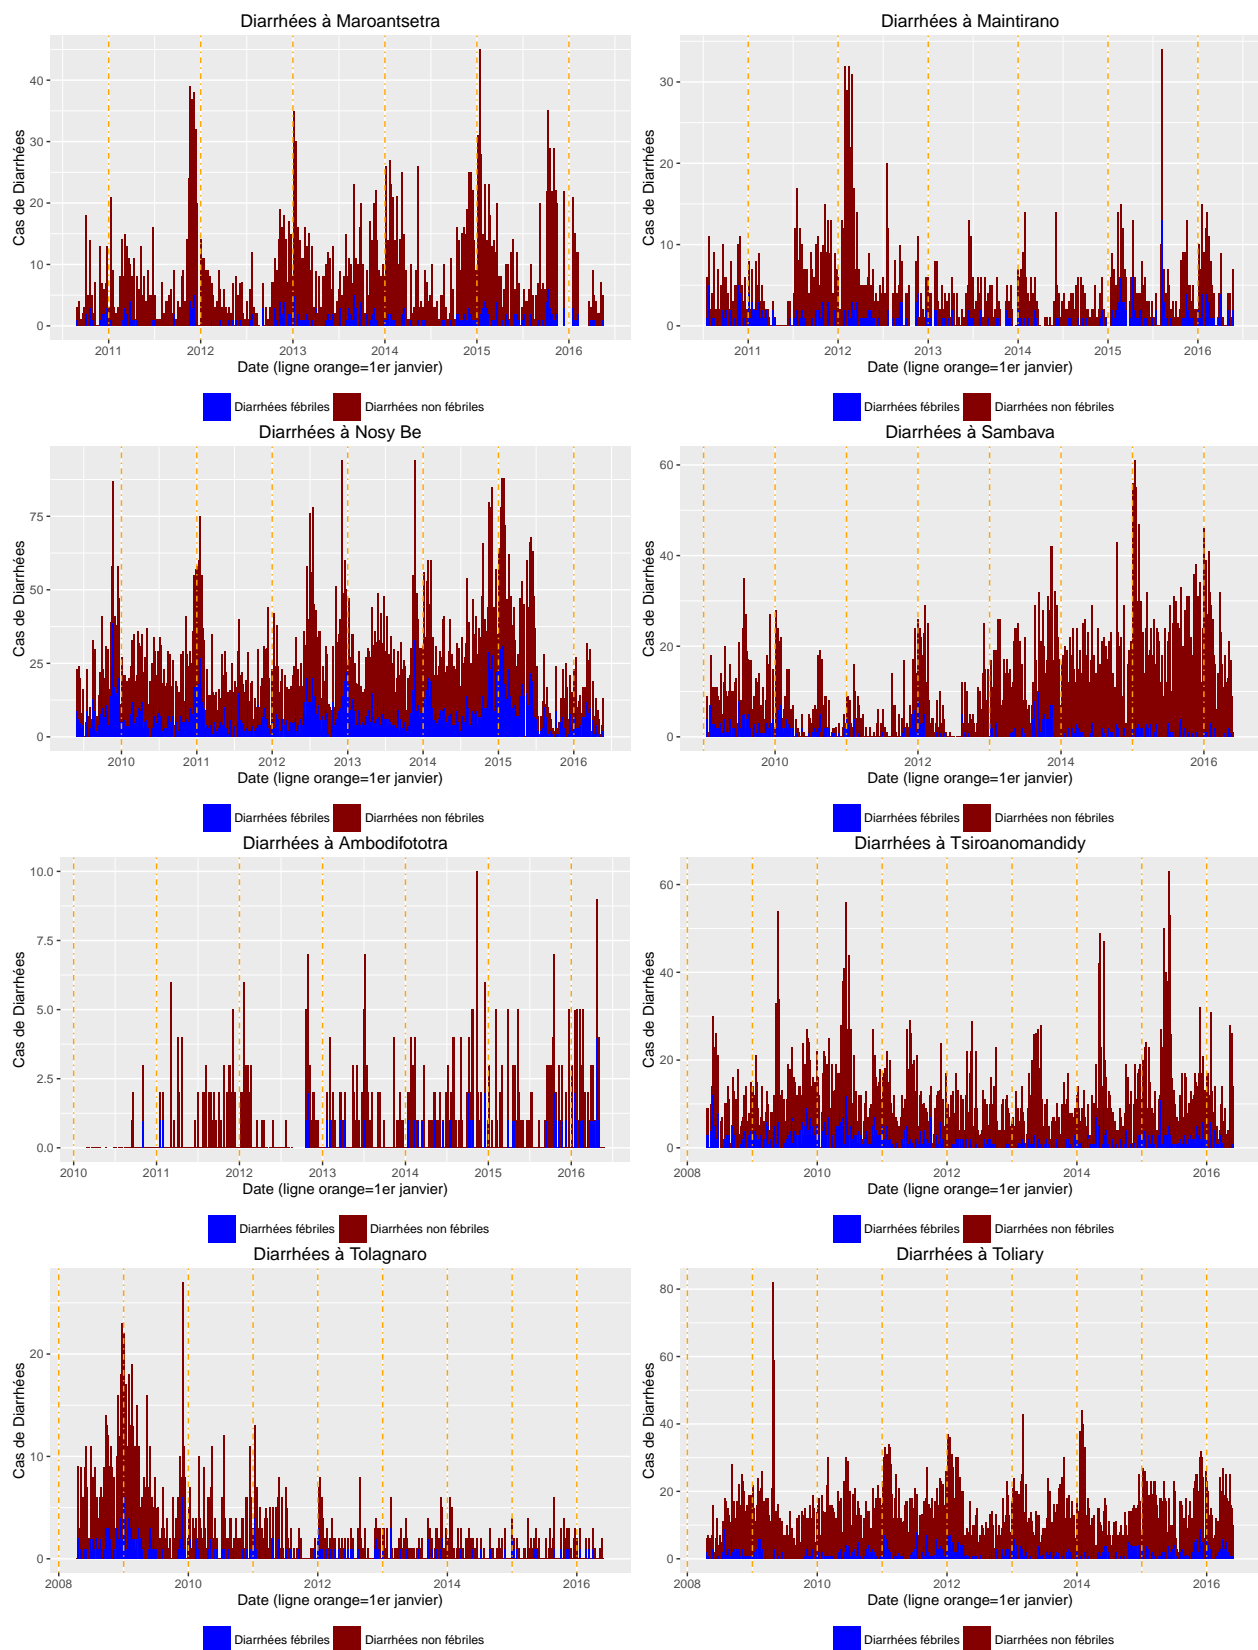 Diarrhées à Maroantsetra
Cas de Diarrhées
40
30
20
10
0
2011 2012 2013 2014 2015 2016
Date (ligne orange=1er janvier)
Diarrhées fébriles Diarrhées non fébriles
Diarrhées à Maintirano
Cas de Diarrhées
30
20
10
0
2011 2012 2013 2014 2015 2016
Date (ligne orange=1er janvier)
Diarrhées fébriles Diarrhées non fébriles
Diarrhées à Nosy Be
Cas de Diarrhées
75
50
25
0
2010 2011 2012 2013 2014 2015 2016
Date (ligne orange=1er janvier)
Diarrhées fébriles Diarrhées non fébriles
Diarrhées à Sambava
Cas de Diarrhées
60
40
20
0
2010 2012 2014 2016
Date (ligne orange=1er janvier)
Diarrhées fébriles Diarrhées non fébriles
Diarrhées à Ambodifototra
Cas de Diarrhées
10.0
7.5
5.0
2.5
0.0
2010 2011 2012 2013 2014 2015 2016
Date (ligne orange=1er janvier)
Diarrhées fébriles Diarrhées non fébriles
Diarrhées à Tsiroanomandidy
Cas de Diarrhées
60
40
20
0
2008 2010 2012 2014 2016
Date (ligne orange=1er janvier)
Diarrhées fébriles Diarrhées non fébriles
Diarrhées à Tolagnaro
Cas de Diarrhées
20
10
0
2008 2010 2012 2014 2016
Date (ligne orange=1er janvier)
Diarrhées fébriles Diarrhées non fébriles
Diarrhées à Toliary
Cas de Diarrhées
80
60
40
20
0
2008 2010 2012 2014 2016
Date (ligne orange=1er janvier)
Diarrhées fébriles Diarrhées non fébriles